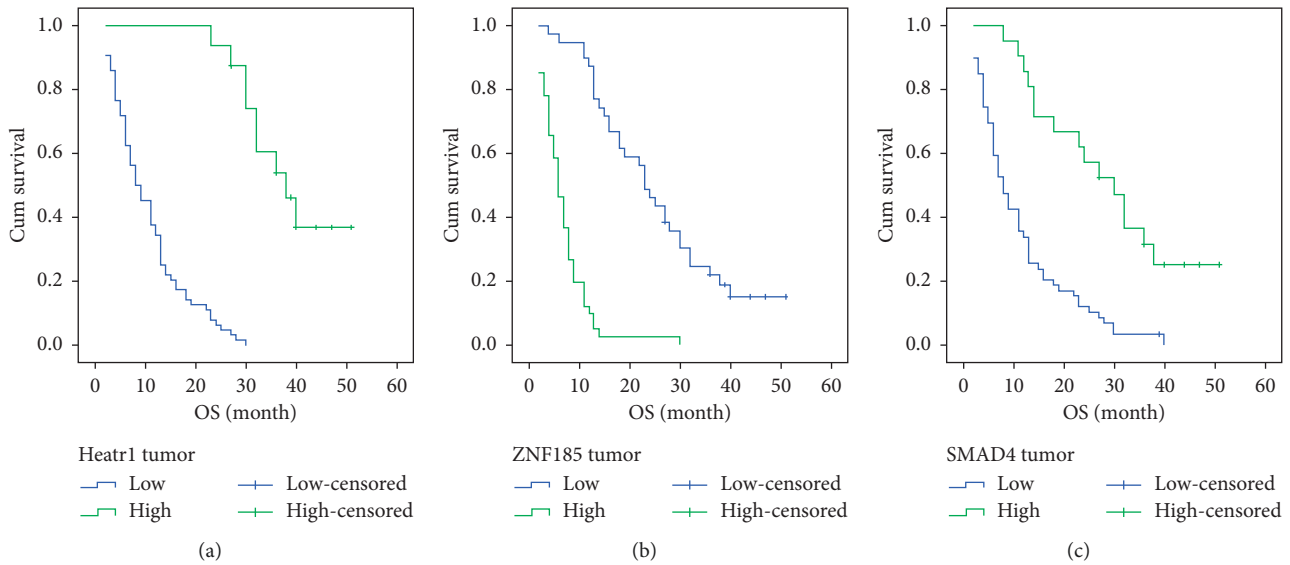 1.0
0.8
0.6
0.4
0.2
0.0
Cum survival
0 10 20 30 40 50 60
OS (month)
Heatr1 tumor
Low Low-censored
High High-censored
(a)
1.0
0.8
0.6
0.4
0.2
0.0
Cum survival
0 10 20 30 40 50 60
OS (month)
ZNF185 tumor
Low Low-censored
High High-censored
(b)
1.0
0.8
0.6
0.4
0.2
0.0
Cum survival
0 10 20 30 40 50 60
OS (month)
SMAD4 tumor
Low Low-censored
High High-censored
(c)